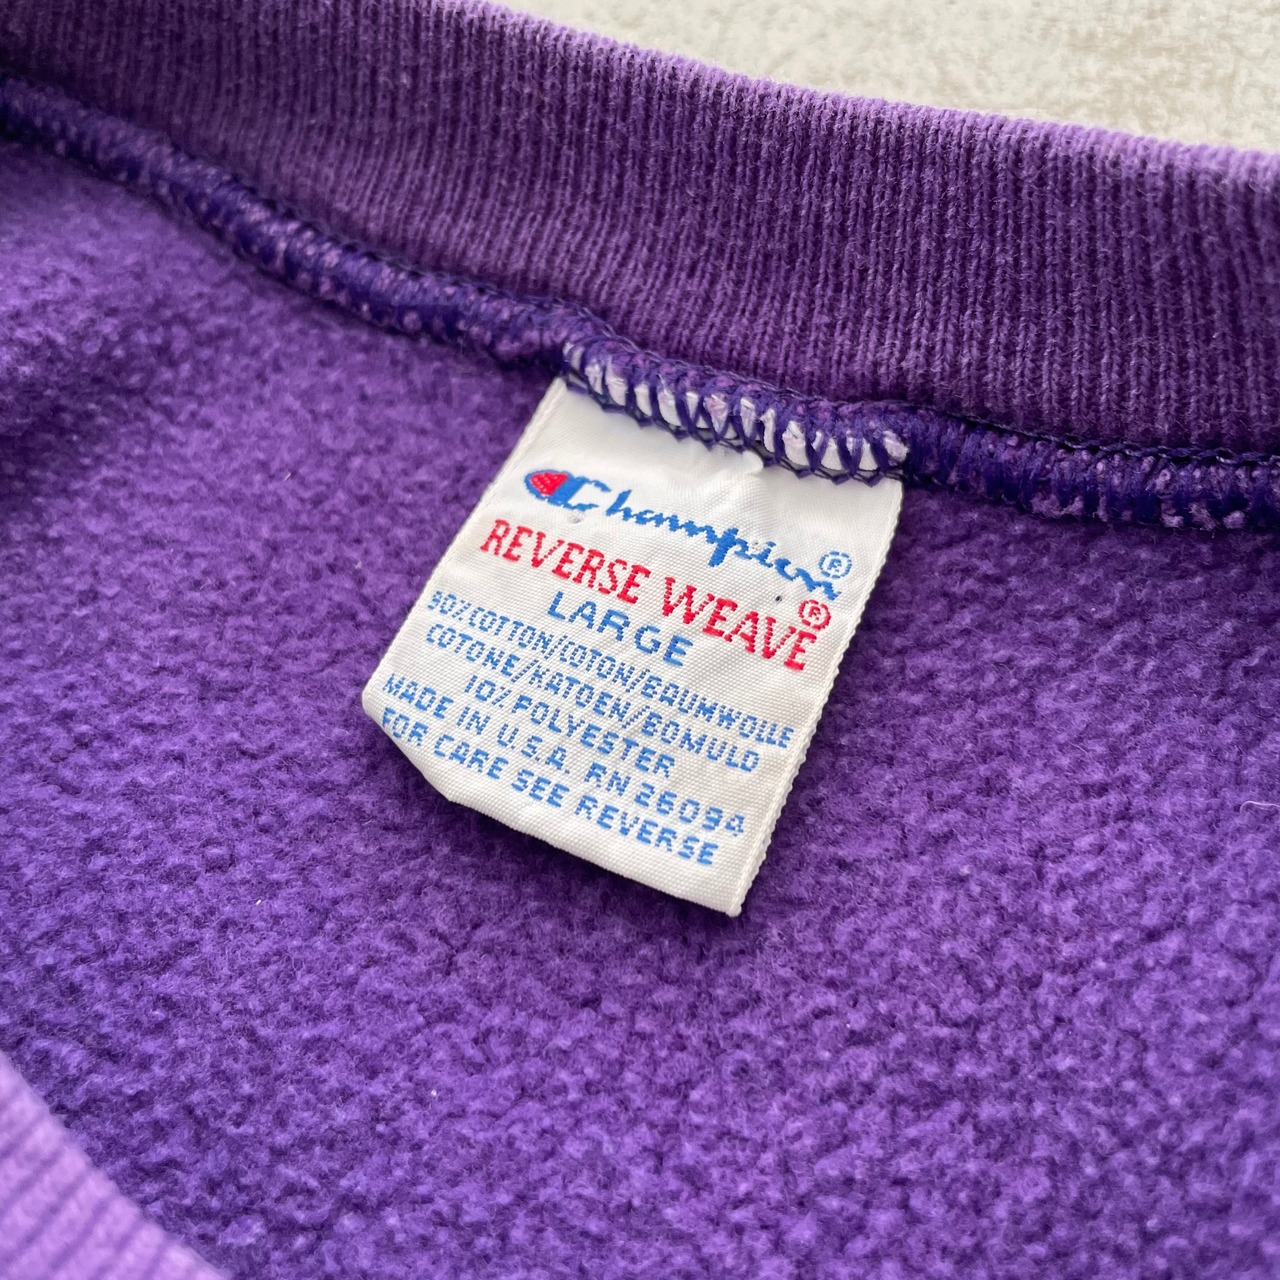 Champion®
REVERSE WEAVE®
LARGE
90%COTTON/COTON/BAUMWOLLE
COTONE/KATOEN/BOMULD
10%POLYESTER
MADE IN U.S.A. RN 26094
FOR CARE SEE REVERSE